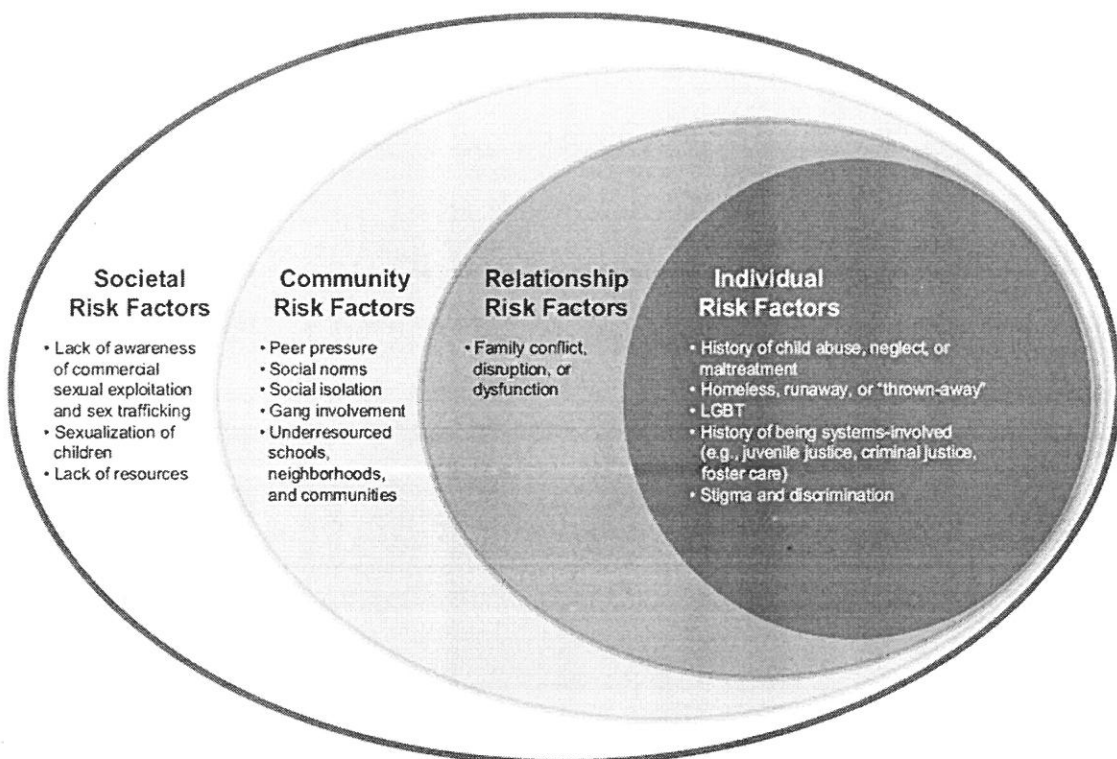 Societal
Risk Factors
• Lack of awareness
of commercial
sexual exploitation
and sex trafficking
• Sexualization of
children
• Lack of resources
Community
Risk Factors
• Peer pressure
• Social norms
• Social isolation
• Gang involvement
• Underresourced
schools,
neighborhoods,
and communities
Relationship
Risk Factors
• Family conflict,
disruption, or
dysfunction
Individual
Risk Factors
• History of child abuse, neglect, or
maltreatment
• Homeless, runaway, or "thrown-away"
• LGBT
• History of being systems-involved
(e.g., juvenile justice, criminal justice,
foster care)
• Stigma and discrimination